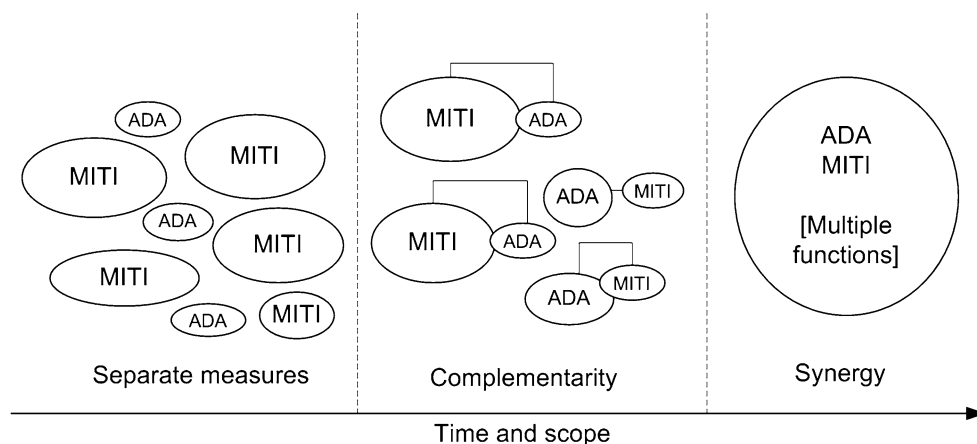 ADA
MITI
MITI
ADA
MITI
MITI
ADA
MITI
Separate measures
MITI
ADA
ADA
MITI
MITI
ADA
ADA
MITI
Complementarity
ADA
MITI
[Multiple
functions]
Synergy
Time and scope